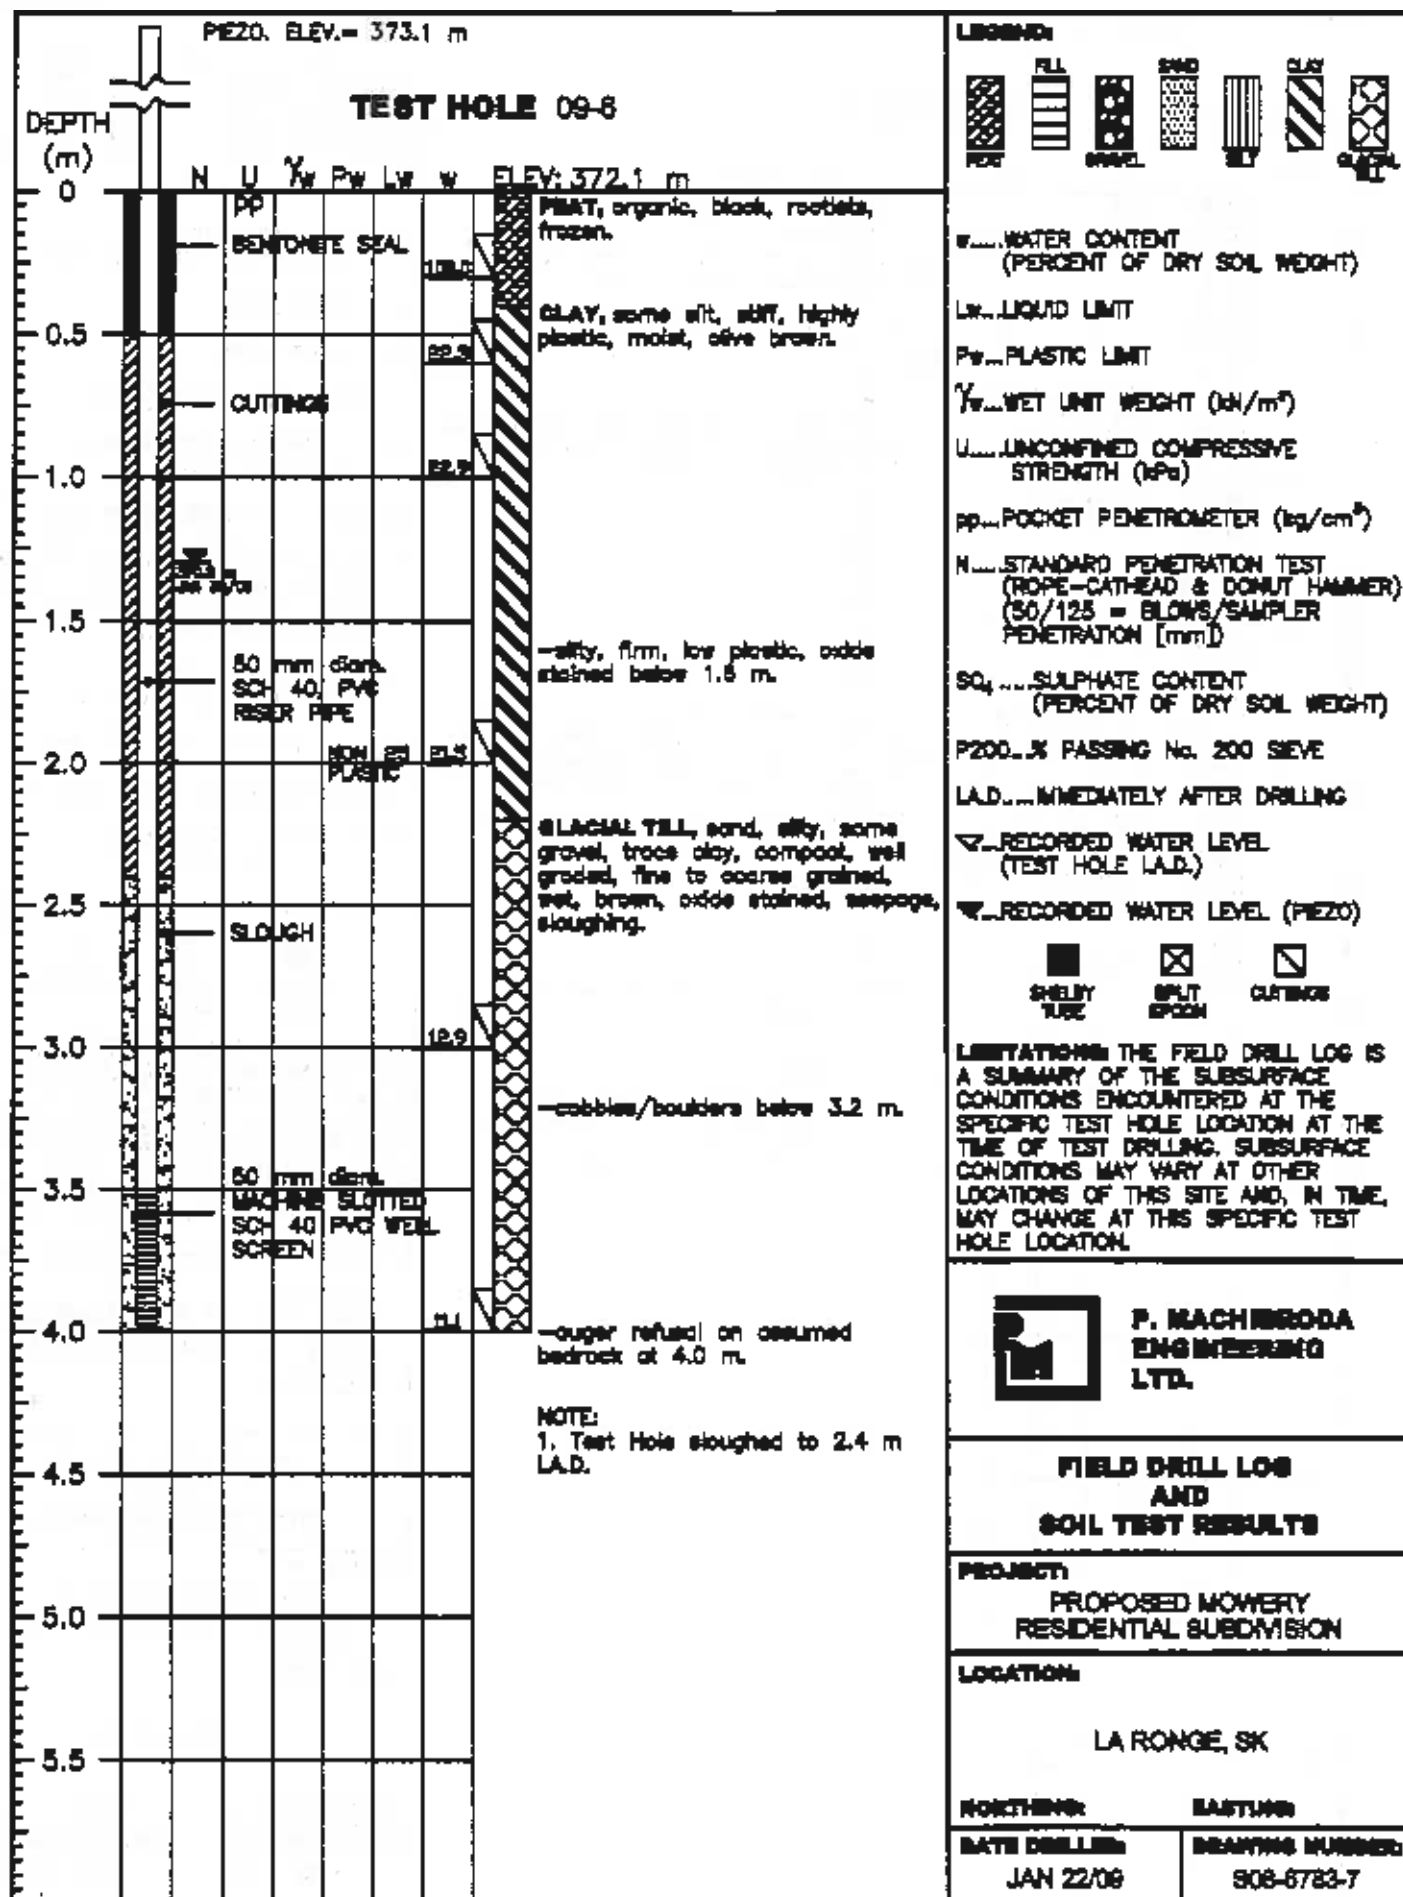 PIEZO. ELEV.= 373.1 m
TEST HOLE 09-6
DEPTH
(m)
N U γw Pw Lw w ELEV: 372.1 m
0
PP
PEAT, organic, black, rootlets,
frozen.
BENTONITE SEAL
CLAY, some silt, stiff, highly
plastic, moist, olive brown.
0.5
22.3
CUTTINGS
22.9
1.0
1.5
-silty, firm, low plastic, oxide
stained below 1.5 m.
50 mm diam.
SCH 40 PVC
RISER PIPE
NON
PLASTIC
2.0
GLACIAL TILL, sand, silty, some
gravel, trace clay, compact, well
graded, fine to coarse grained,
wet, brown, oxide stained, seepage,
sloughing.
2.5
SLOUGH
12.9
3.0
-cobbles/boulders below 3.2 m.
50 mm diam.
MACHINE SLOTTED
SCH 40 PVC WELL
SCREEN
3.5
11.1
4.0
-auger refusal on assumed
bedrock at 4.0 m.
NOTE:
1. Test Hole sloughed to 2.4 m
I.A.D.
4.5
5.0
5.5
LEGEND:
PEAT
FILL
GRAVEL
SAND
SILT
CLAY
GLACIAL
TILL
w....WATER CONTENT
(PERCENT OF DRY SOIL WEIGHT)
Lw...LIQUID LIMIT
Pw...PLASTIC LIMIT
γw...WET UNIT WEIGHT (kN/m³)
U....UNCONFINED COMPRESSIVE
STRENGTH (kPa)
pp...POCKET PENETROMETER (kg/cm²)
N....STANDARD PENETRATION TEST
(ROPE-CATHEAD & DONUT HAMMER)
(50/125 = BLOWS/SAMPLER
PENETRATION [mm])
SO₄ ....SULPHATE CONTENT
(PERCENT OF DRY SOIL WEIGHT)
P200..% PASSING No. 200 SIEVE
I.A.D....IMMEDIATELY AFTER DRILLING
...RECORDED WATER LEVEL
(TEST HOLE I.A.D.)
...RECORDED WATER LEVEL (PIEZO)
SHELBY
TUBE
SPLIT
SPOON
CUTTINGS
LIMITATIONS: THE FIELD DRILL LOG IS
A SUMMARY OF THE SUBSURFACE
CONDITIONS ENCOUNTERED AT THE
SPECIFIC TEST HOLE LOCATION AT THE
TIME OF TEST DRILLING. SUBSURFACE
CONDITIONS MAY VARY AT OTHER
LOCATIONS OF THIS SITE AND, IN TIME,
MAY CHANGE AT THIS SPECIFIC TEST
HOLE LOCATION.
P. MACHIBRODA
ENGINEERING
LTD.
FIELD DRILL LOG
AND
SOIL TEST RESULTS
PROJECT:
PROPOSED MOWERY
RESIDENTIAL SUBDIVISION
LOCATION:
LA RONGE, SK
NORTHING: EASTING:
DATE DRILLED: DRAWING NUMBER:
JAN 22/09 S08-6783-7